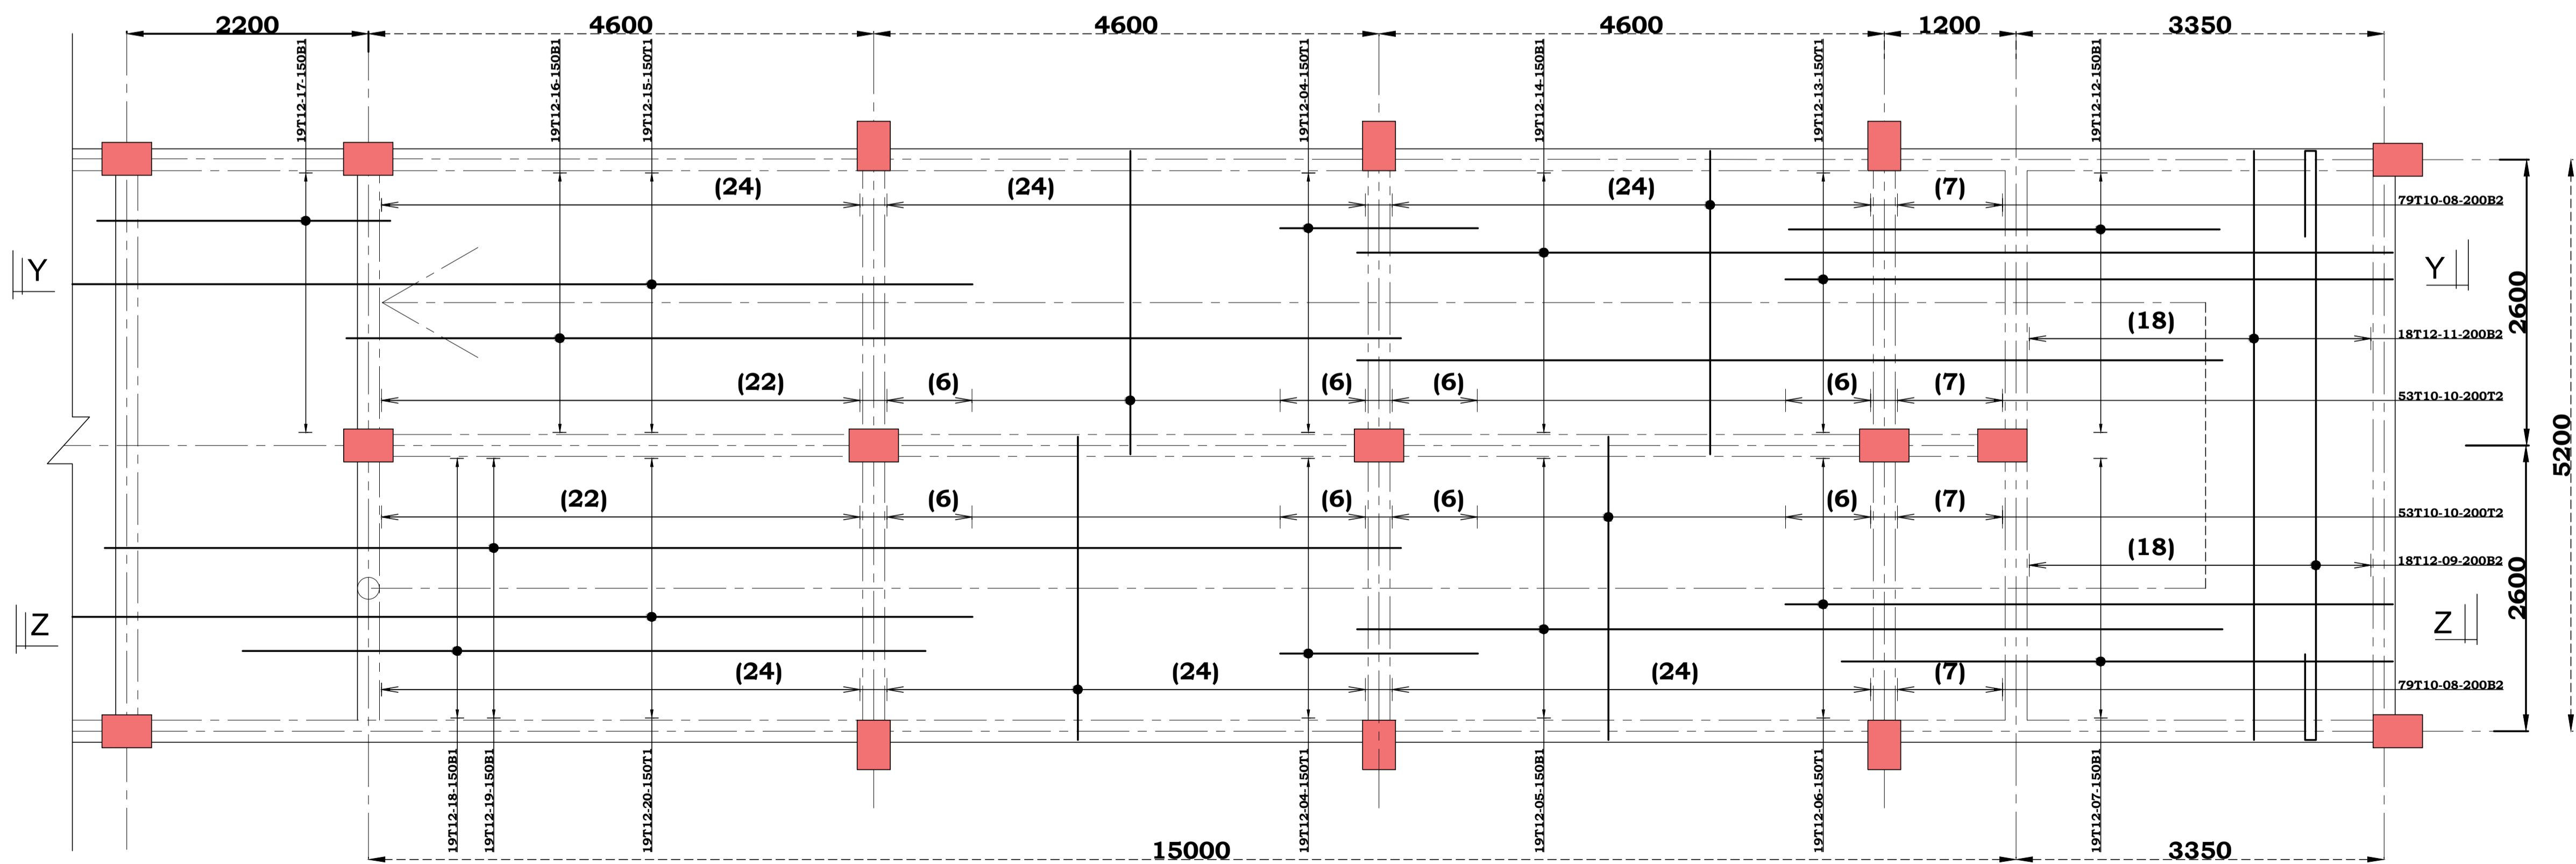 2200 4600 4600 4600 1200 3350
19T12-17-150B1
19T12-16-150B1
19T12-15-150T1
19T12-04-150T1
19T12-14-150B1
19T12-13-150T1
19T12-12-150B1
(24) (24) (24) (7)
79T10-08-200B2
Y Y
2600
(18)
18T12-11-200B2
(22) (6) (6) (6) (6) (7)
53T10-10-200T2
5200
(22) (6) (6) (6) (6) (7)
53T10-10-200T2
(18)
18T12-09-200B2
2600
Z Z
(24) (24) (24) (7)
79T10-08-200B2
19T12-18-150B1
19T12-19-150B1
19T12-20-150T1
19T12-04-150T1
19T12-05-150B1
19T12-06-150T1
19T12-07-150B1
15000 3350